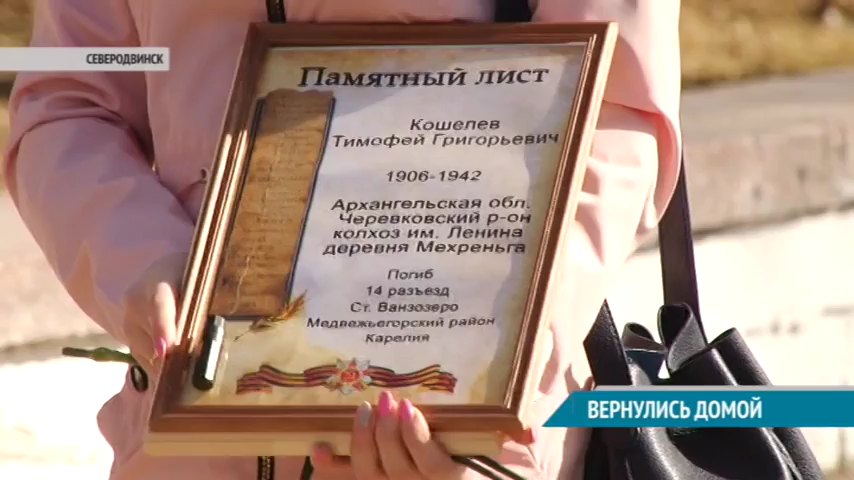 СЕВЕРОДВИНСК
Памятный лист
Кошелев
Тимофей Григорьевич
1906-1942
Архангельская обл.
Черевковский р-он
колхоз им. Ленина
деревня Мехреньга
Погиб
14 разъезд
Ст. Ванзозеро
Медвежьегорский район
Карелия
ВЕРНУЛИСЬ ДОМОЙ